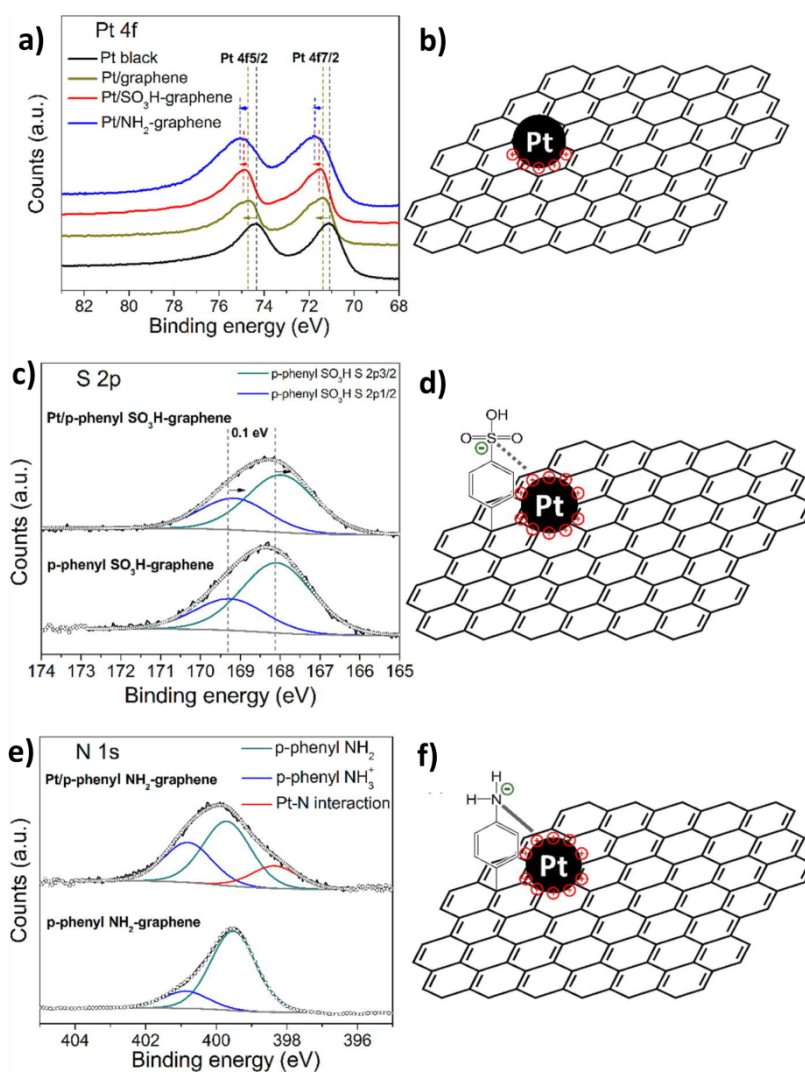 a)
Pt 4f
Pt black
Pt/graphene
Pt/SO₃H-graphene
Pt/NH₂-graphene
Pt 4f5/2
Pt 4f7/2
Counts (a.u.)
82 80 78 76 74 72 70 68
Binding energy (eV)
b)
Pt
+ + + + +
c)
S 2p
p-phenyl SO₃H S 2p3/2
p-phenyl SO₃H S 2p1/2
Pt/p-phenyl SO₃H-graphene
0.1 eV
p-phenyl SO₃H-graphene
Counts (a.u.)
174 173 172 171 170 169 168 167 166 165
Binding energy (eV)
d)
OH
O=S=O
−
Pt
+ + + + + + + + + +
e)
N 1s
p-phenyl NH₂
p-phenyl NH₃⁺
Pt-N interaction
Pt/p-phenyl NH₂-graphene
p-phenyl NH₂-graphene
Counts (a.u.)
404 402 400 398 396
Binding energy (eV)
f)
H
H−N
−
Pt
+ + + + + + + + + +